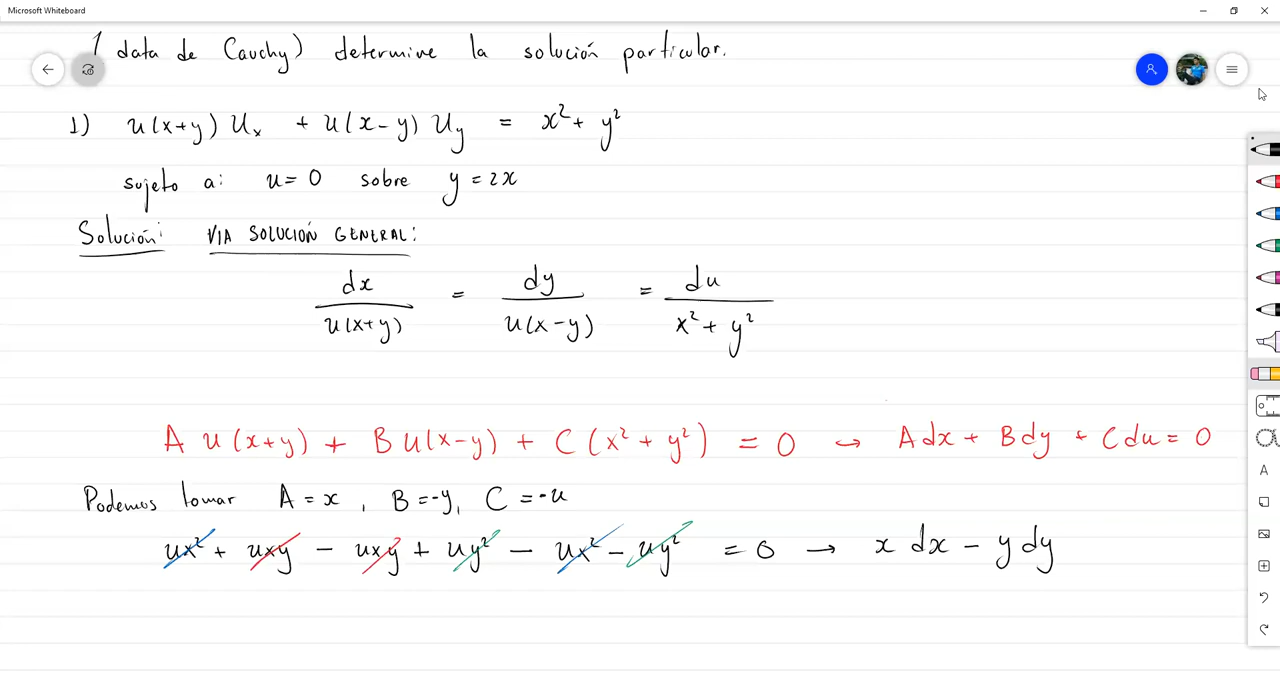 Microsoft Whiteboard
( data de Cauchy) determine la solución particular.
1) u(x+y) Ux + u(x-y) Uy = x² + y²
sujeto a: u=0 sobre y=2x
Solución: VIA SOLUCIÓN GENERAL:
dx/u(x+y) = dy/u(x-y) = du/x²+y²
A u(x+y) + B u(x-y) + C (x²+y²) = 0 → A dx + B dy + C du = 0
Podemos tomar A=x, B=-y, C=-u
ux² + uxy - uxy + uy² - ux² - uy² = 0 → x dx - y dy
A